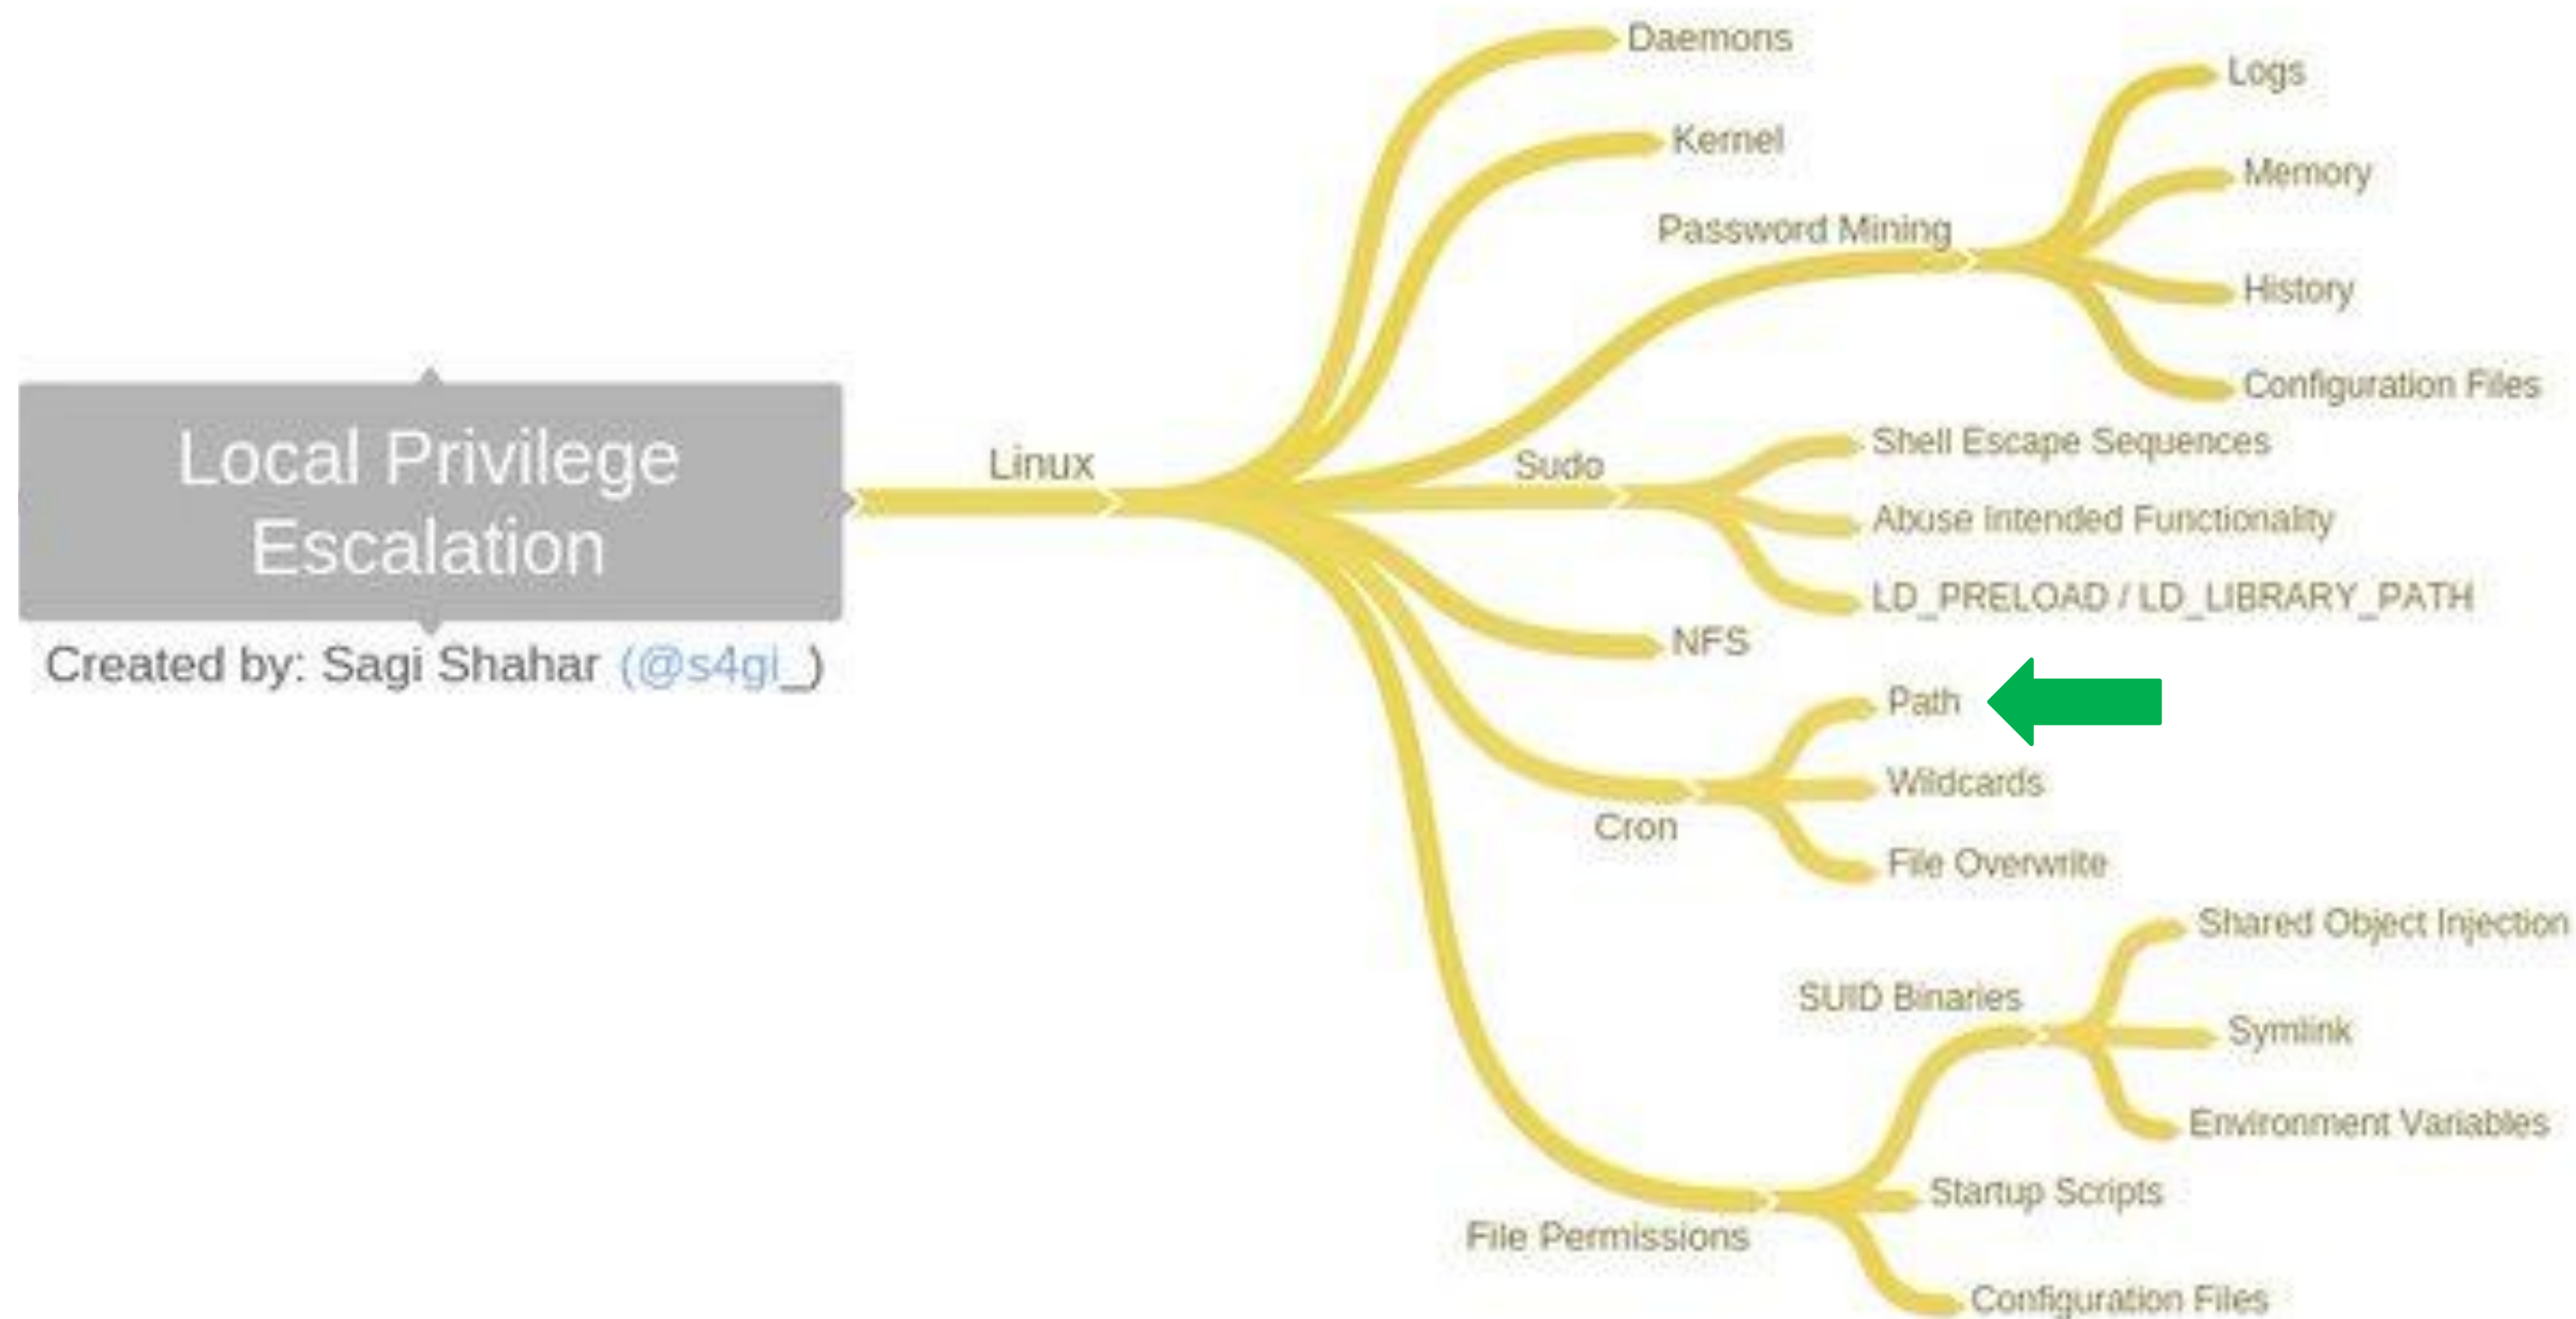 Local Privilege
Escalation
Created by: Sagi Shahar (@s4gi_)
Linux
Daemons
Kernel
Password Mining
Logs
Memory
History
Configuration Files
Sudo
Shell Escape Sequences
Abuse Intended Functionality
LD_PRELOAD / LD_LIBRARY_PATH
NFS
Cron
Path
Wildcards
File Overwrite
File Permissions
SUID Binaries
Shared Object Injection
Symlink
Environment Variables
Startup Scripts
Configuration Files